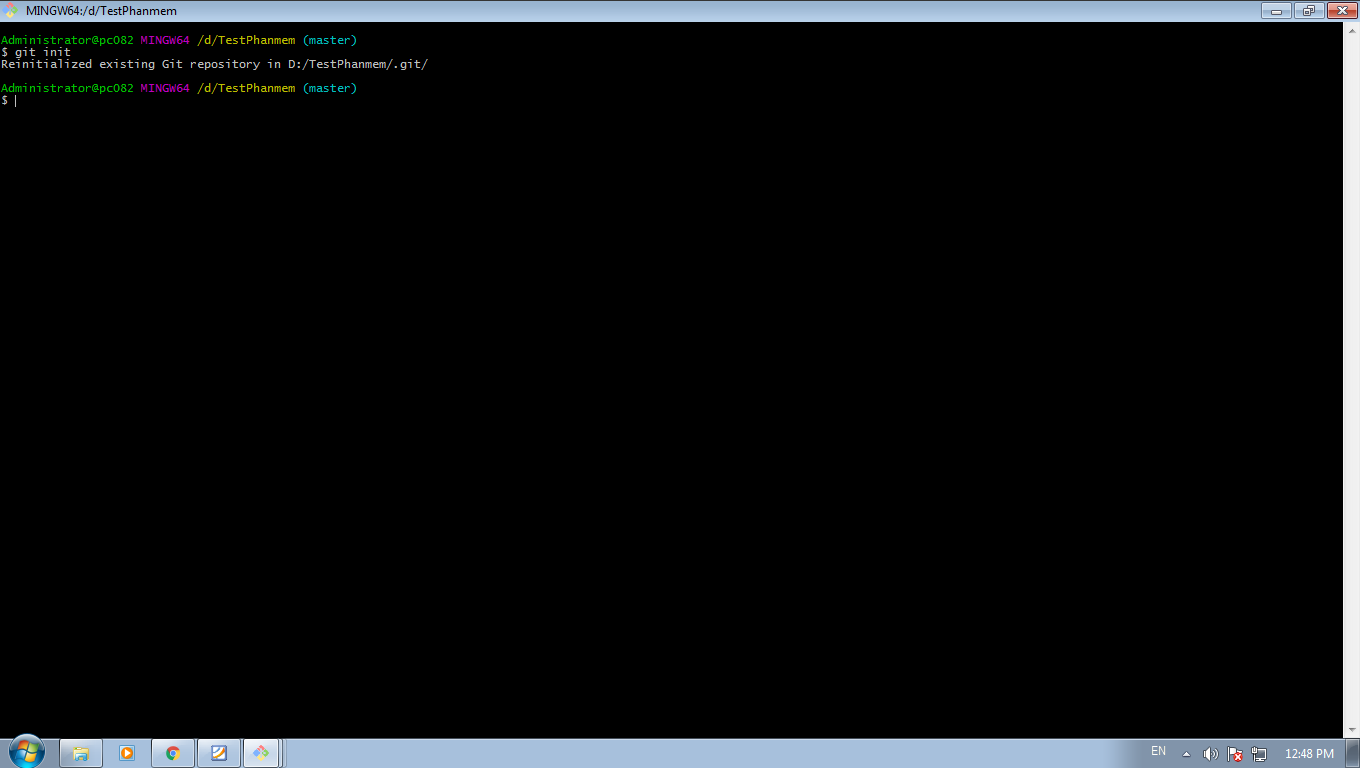 MINGW64:/d/TestPhanmem
Administrator@pc082 MINGW64 /d/TestPhanmem (master)
$ git init
Reinitialized existing Git repository in D:/TestPhanmem/.git/
Administrator@pc082 MINGW64 /d/TestPhanmem (master)
$
EN
12:48 PM